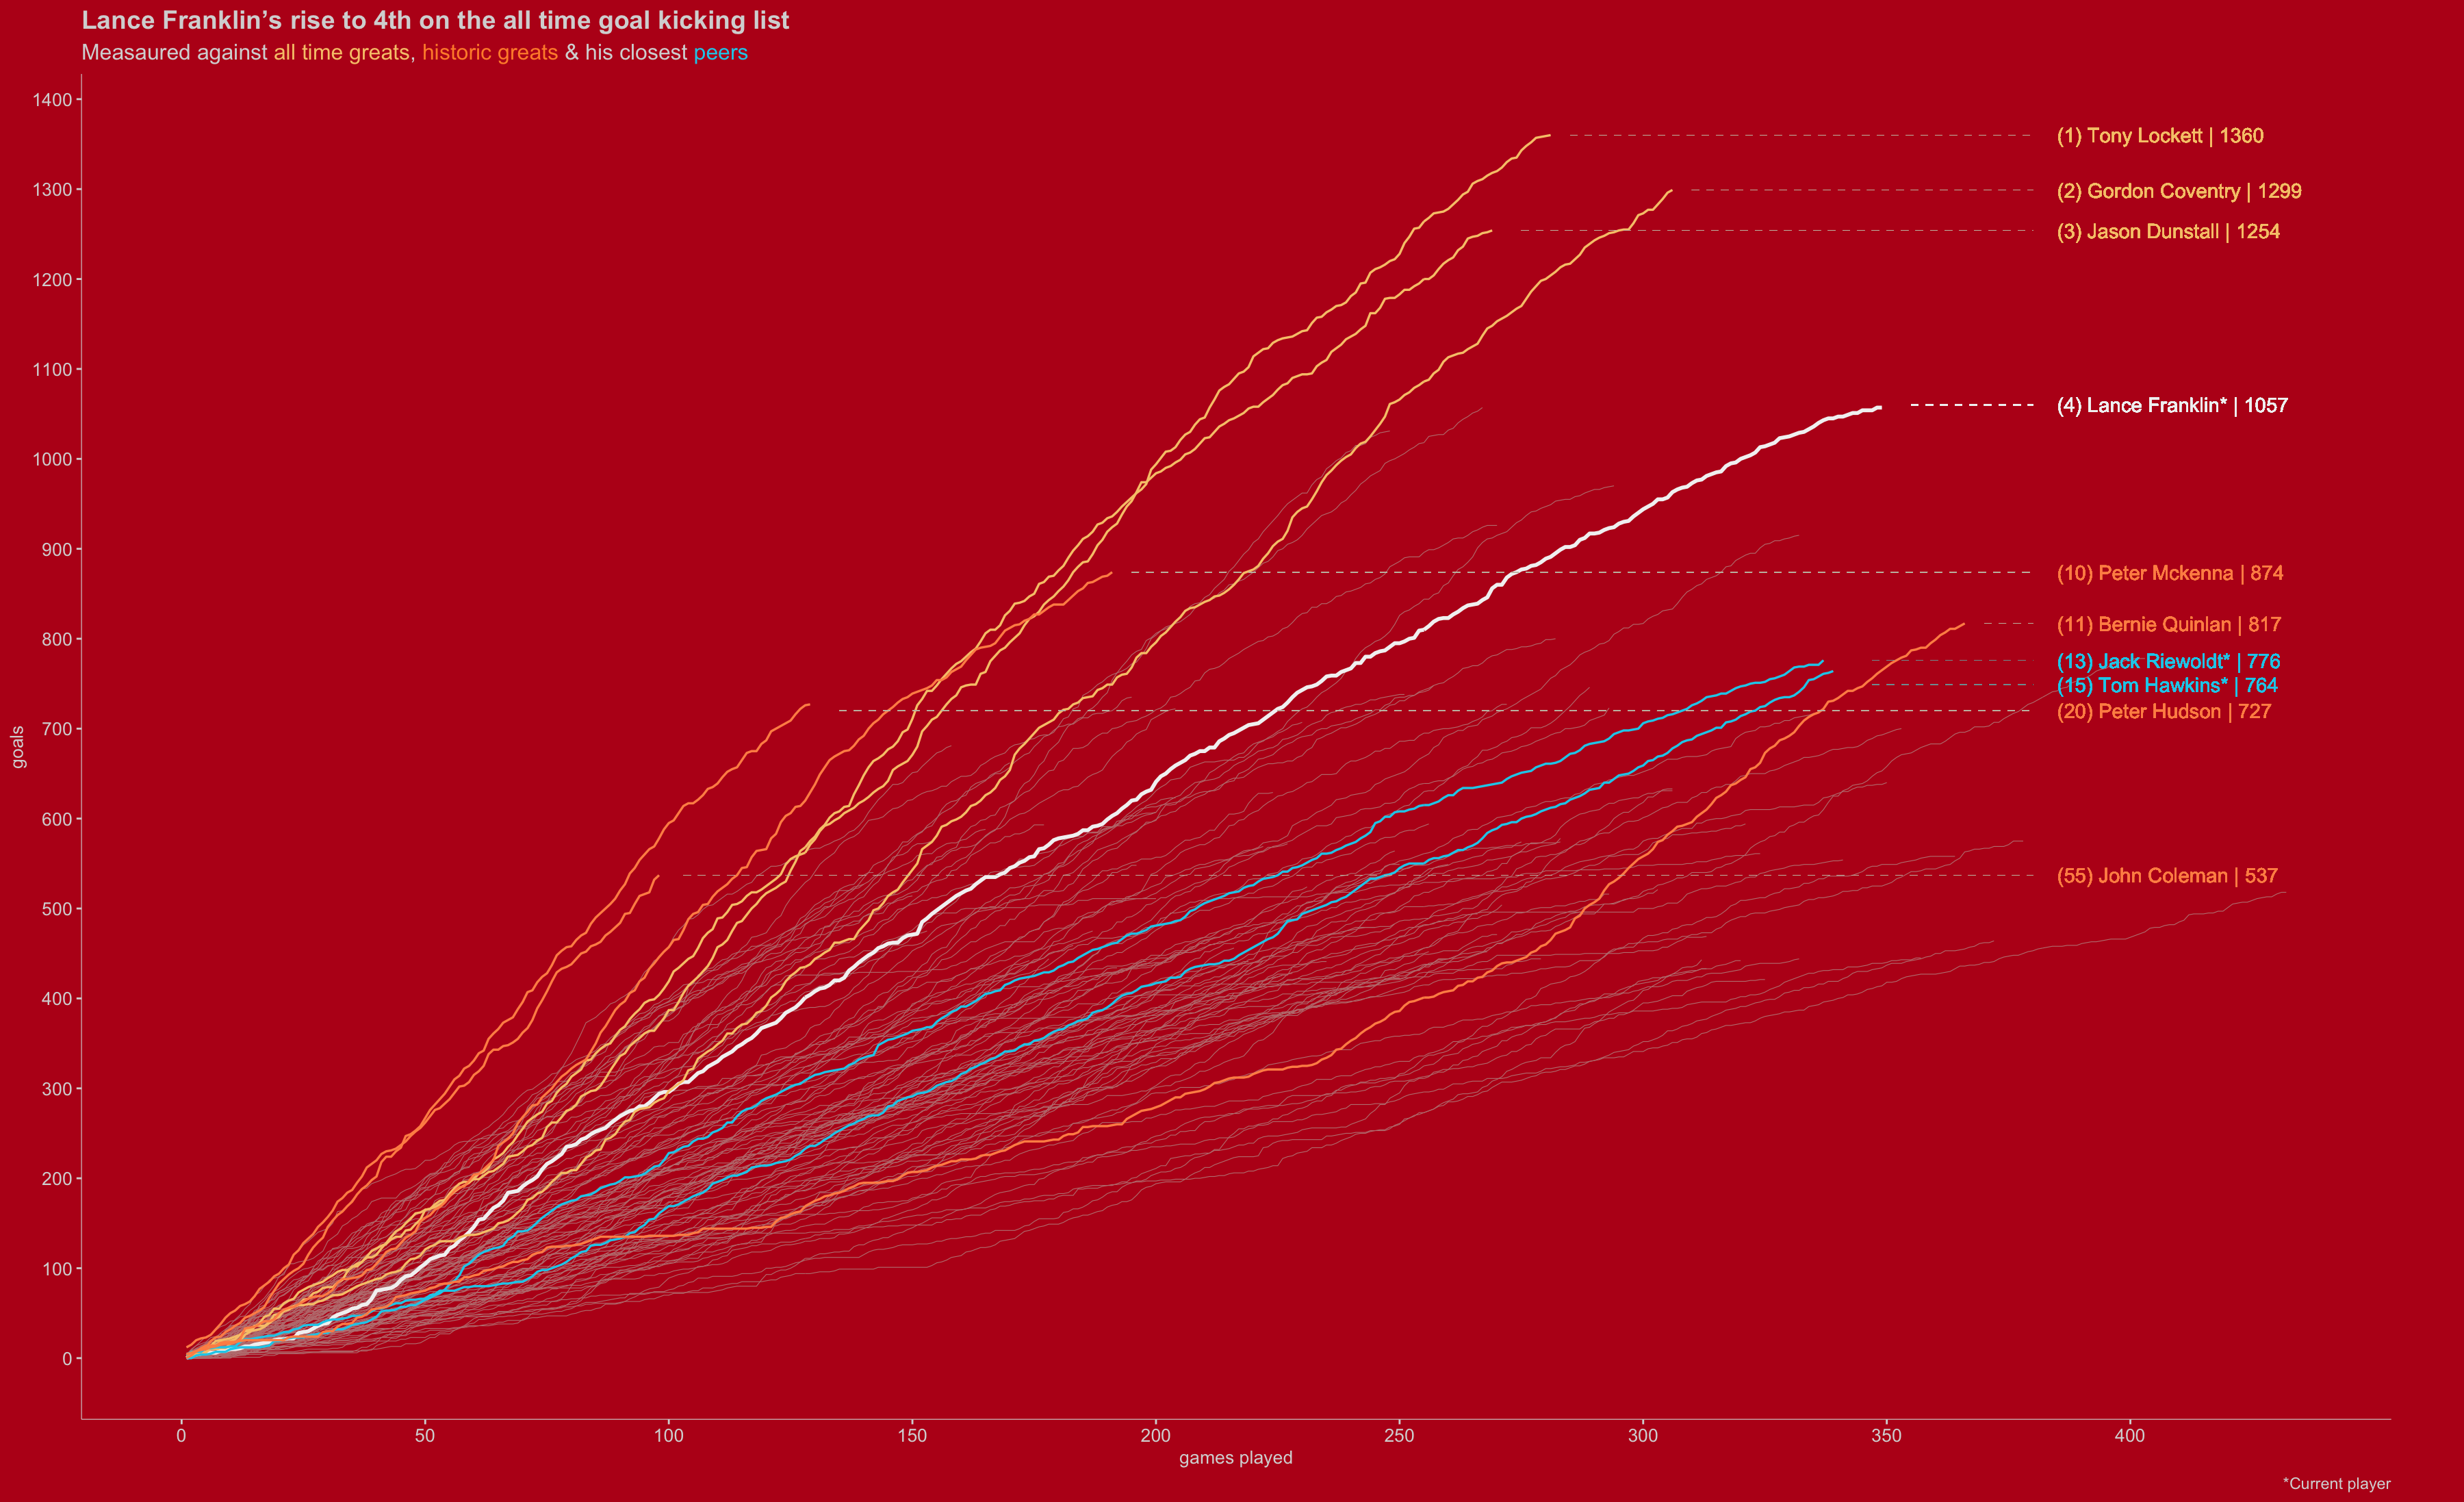 Lance Franklin’s rise to 4th on the all time goal kicking list
Measaured against all time greats, historic greats & his closest peers
1400
1300
1200
1100
1000
900
800
700
600
500
400
300
200
100
0
goals
(1) Tony Lockett | 1360
(2) Gordon Coventry | 1299
(3) Jason Dunstall | 1254
(4) Lance Franklin* | 1057
(10) Peter Mckenna | 874
(11) Bernie Quinlan | 817
(13) Jack Riewoldt* | 776
(15) Tom Hawkins* | 764
(20) Peter Hudson | 727
(55) John Coleman | 537
0 50 100 150 200 250 300 350 400
games played
*Current player